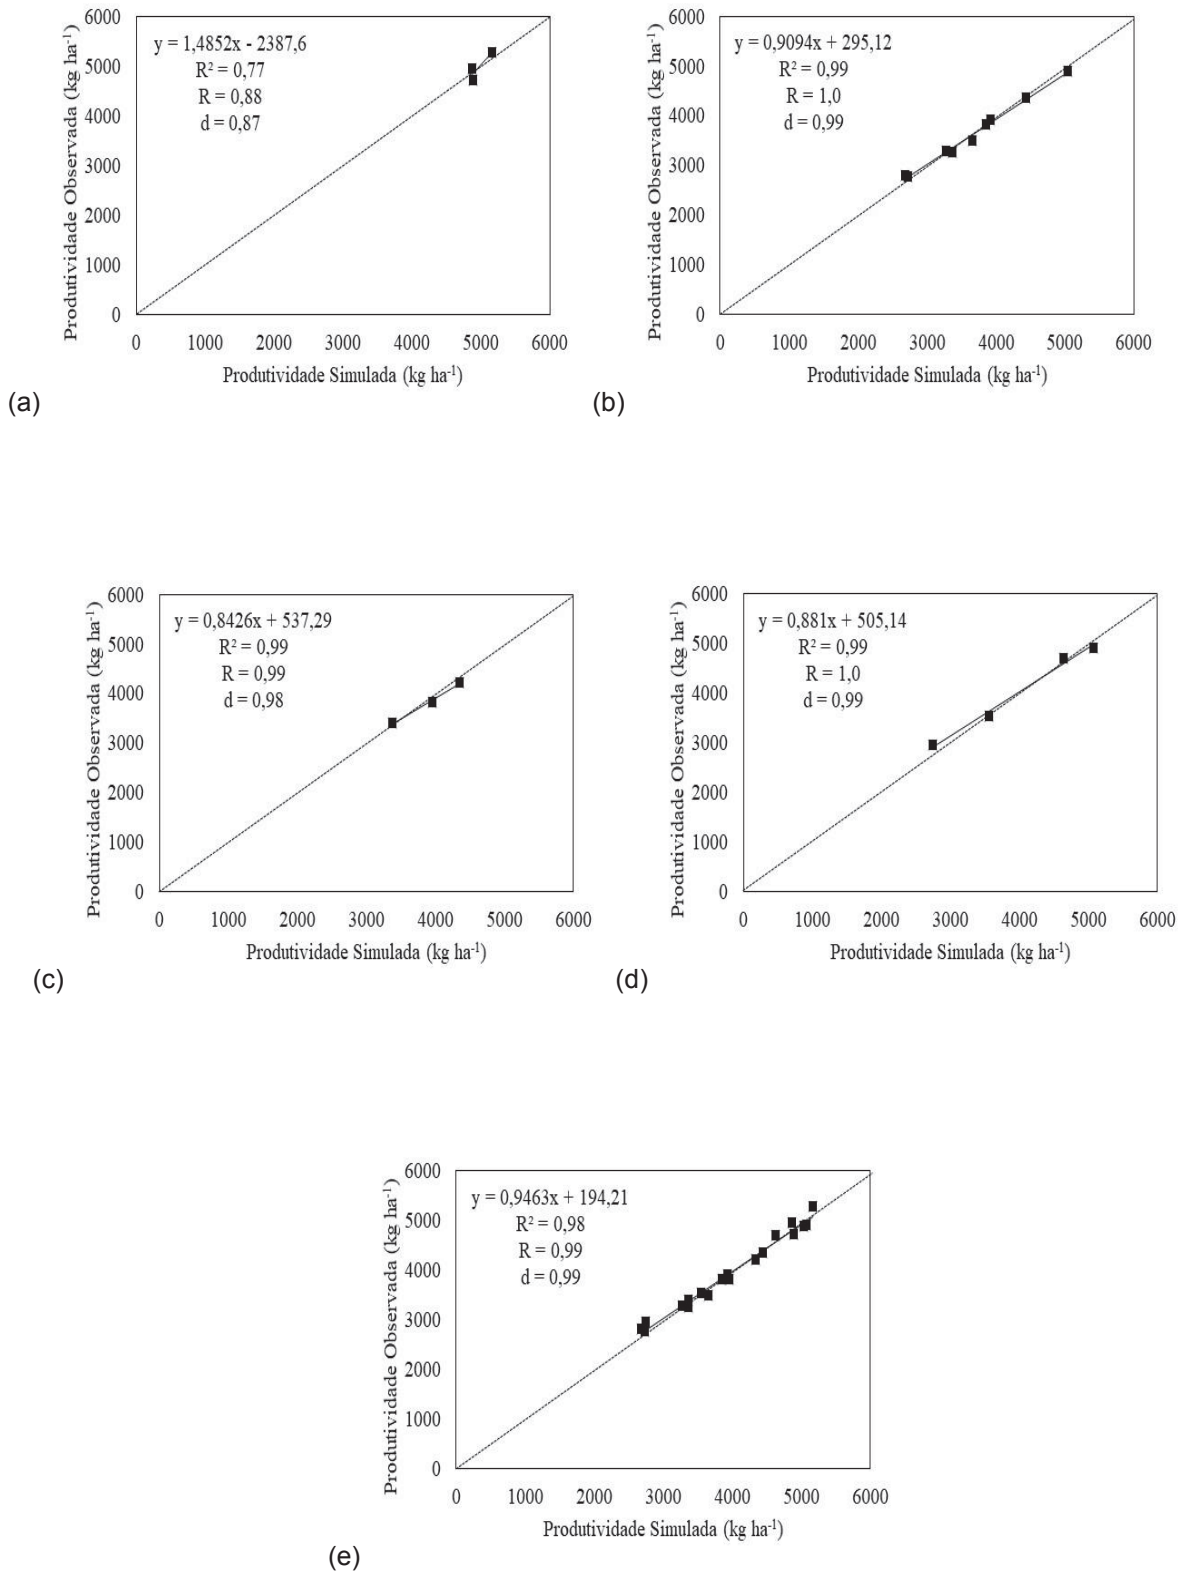 6000
5000
4000
3000
2000
1000
0
y = 1,4852x - 2387,6
R² = 0,77
R = 0,88
d = 0,87
Produtividade Observada (kg ha⁻¹)
0 1000 2000 3000 4000 5000 6000
Produtividade Simulada (kg ha⁻¹)
(a)
6000
5000
4000
3000
2000
1000
0
y = 0,9094x + 295,12
R² = 0,99
R = 1,0
d = 0,99
Produtividade Observada (kg ha⁻¹)
0 1000 2000 3000 4000 5000 6000
Produtividade Simulada (kg ha⁻¹)
(b)
6000
5000
4000
3000
2000
1000
0
y = 0,8426x + 537,29
R² = 0,99
R = 0,99
d = 0,98
Produtividade Observada (kg ha⁻¹)
0 1000 2000 3000 4000 5000 6000
Produtividade Simulada (kg ha⁻¹)
(c)
6000
5000
4000
3000
2000
1000
0
y = 0,881x + 505,14
R² = 0,99
R = 1,0
d = 0,99
Produtividade Observada (kg ha⁻¹)
0 1000 2000 3000 4000 5000 6000
Produtividade Simulada (kg ha⁻¹)
(d)
6000
5000
4000
3000
2000
1000
0
y = 0,9463x + 194,21
R² = 0,98
R = 0,99
d = 0,99
Produtividade Observada (kg ha⁻¹)
0 1000 2000 3000 4000 5000 6000
Produtividade Simulada (kg ha⁻¹)
(e)